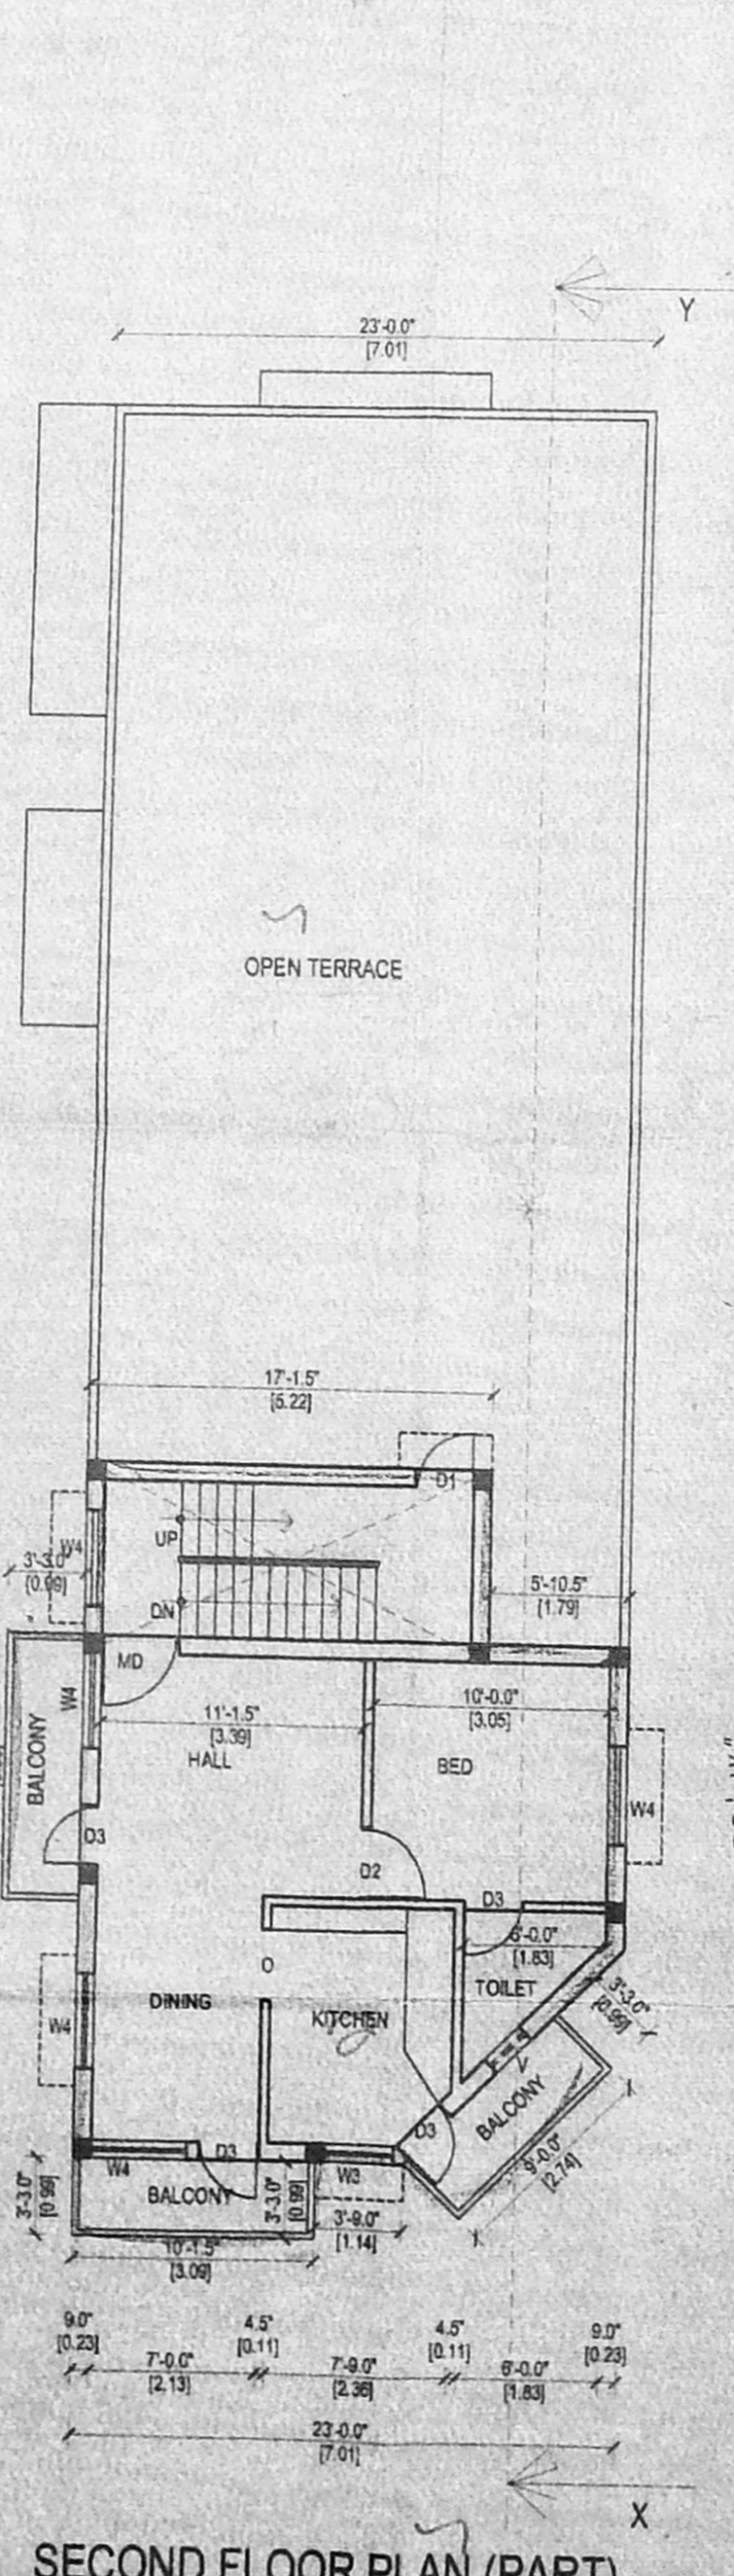 Y
23'-0.0"
[7.01]
OPEN TERRACE
17'-1.5"
[5.22]
D1
UP
W4
3'-3.0"
[0.99]
5'-10.5"
[1.79]
DN
MD
W4
11'-1.5"
[3.39]
10'-0.0"
[3.05]
HALL
BED
BALCONY
W4
D3
D2
D3
6'-0.0"
[1.83]
O
TOILET
DINING
KITCHEN
3'-3.0"
[0.99]
W4
BALCONY
D3
9'-0.0"
[2.74]
D3
W4
W3
BALCONY
3'-3.0"
[0.99]
3'-3.0"
[0.99]
3'-9.0"
[1.14]
10'-1.5"
[3.09]
9.0"
[0.23]
4.5"
[0.11]
4.5"
[0.11]
9.0"
[0.23]
7'-0.0"
[2.13]
7'-9.0"
[2.36]
6'-0.0"
[1.83]
23'-0.0"
[7.01]
X
SECOND FLOOR PLAN (PART)